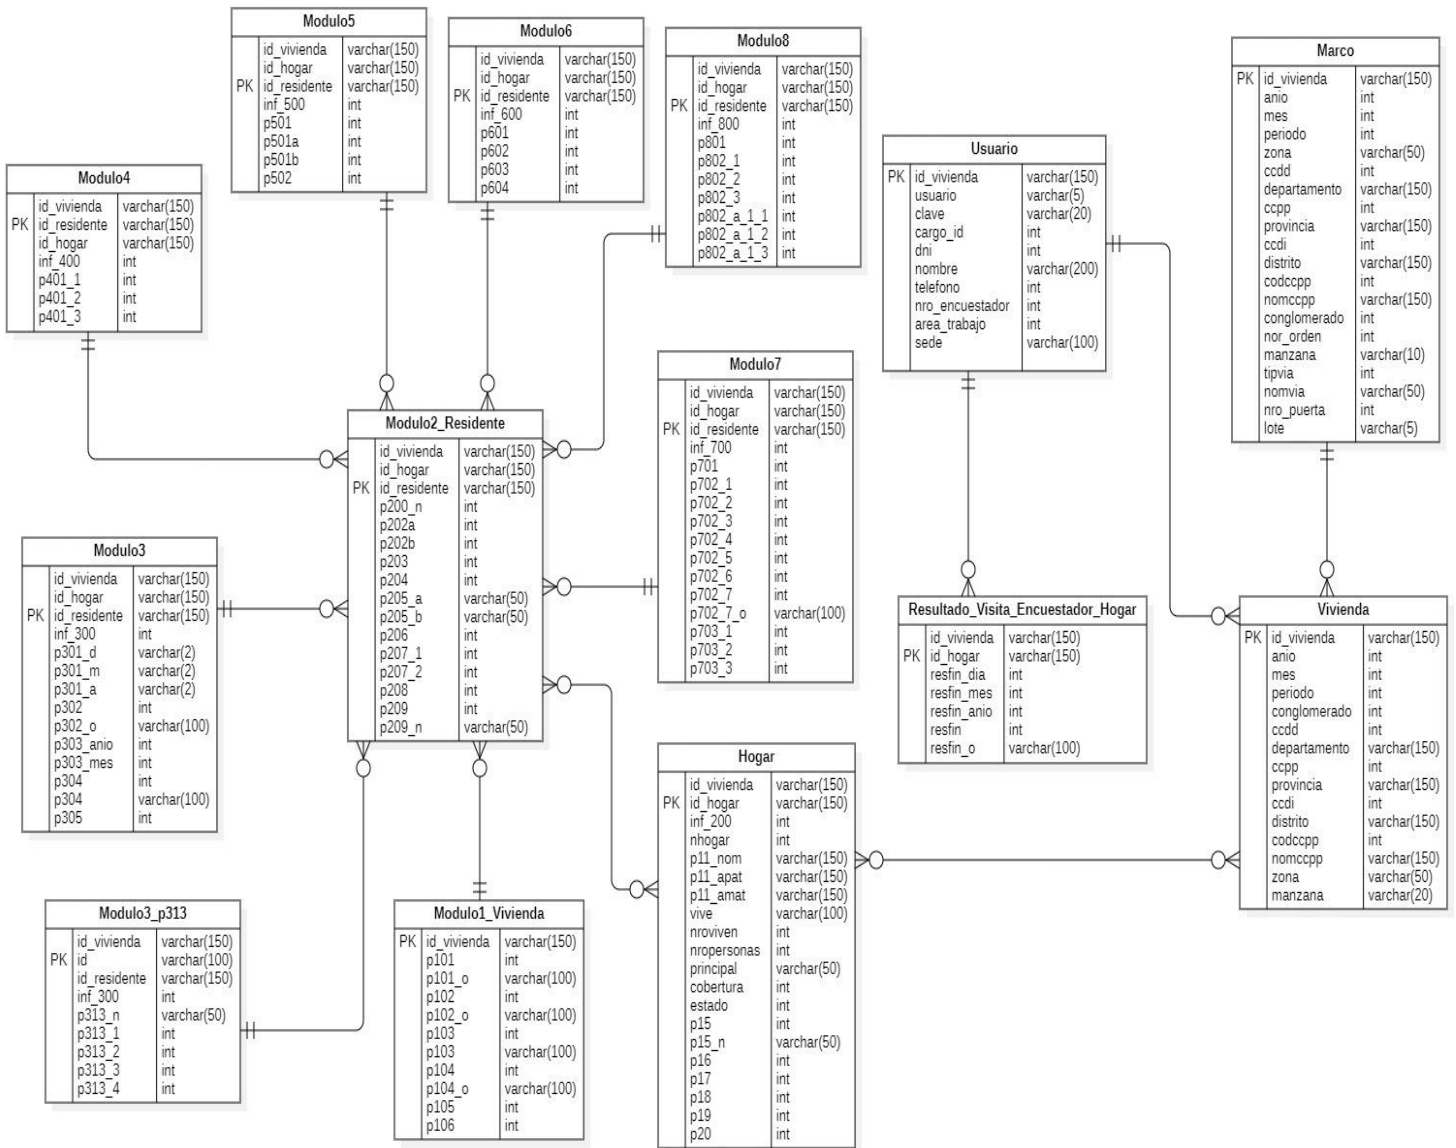 Modulo5
id_vivienda varchar(150)
id_hogar varchar(150)
PK id_residente varchar(150)
inf_500 int
p501 int
p501a int
p501b int
p502 int
Modulo6
id_vivienda varchar(150)
id_hogar varchar(150)
PK id_residente varchar(150)
inf_600 int
p601 int
p602 int
p603 int
p604 int
Modulo8
id_vivienda varchar(150)
id_hogar varchar(150)
PK id_residente varchar(150)
inf_800 int
p801 int
p802_1 int
p802_2 int
p802_3 int
p802_a_1_1 int
p802_a_1_2 int
p802_a_1_3 int
Marco
PK id_vivienda varchar(150)
anio int
mes int
periodo int
zona varchar(50)
ccdd int
departamento varchar(150)
ccpp int
provincia varchar(150)
ccdi int
distrito varchar(150)
codccpp int
nomccpp varchar(150)
conglomerado int
nor_orden int
manzana varchar(10)
tipvia int
nomvia varchar(50)
nro_puerta int
lote varchar(5)
Usuario
PK id_vivienda varchar(150)
usuario varchar(5)
clave varchar(20)
cargo_id int
dni int
nombre varchar(200)
telefono int
nro_encuestador int
area_trabajo int
sede varchar(100)
Modulo4
id_vivienda varchar(150)
PK id_residente varchar(150)
id_hogar varchar(150)
inf_400 int
p401_1 int
p401_2 int
p401_3 int
Modulo7
id_vivienda varchar(150)
id_hogar varchar(150)
PK id_residente varchar(150)
inf_700 int
p701 int
p702_1 int
p702_2 int
p702_3 int
p702_4 int
p702_5 int
p702_6 int
p702_7 int
p702_7_o varchar(100)
p703_1 int
p703_2 int
p703_3 int
Modulo2_Residente
id_vivienda varchar(150)
id_hogar varchar(150)
PK id_residente varchar(150)
p200_n int
p202a int
p202b int
p203 int
p204 int
p205_a varchar(50)
p205_b varchar(50)
p206 int
p207_1 int
p207_2 int
p208 int
p209 int
p209_n varchar(50)
Modulo3
id_vivienda varchar(150)
id_hogar varchar(150)
PK id_residente varchar(150)
inf_300 int
p301_d varchar(2)
p301_m varchar(2)
p301_a varchar(2)
p302 int
p302_o varchar(100)
p303_anio int
p303_mes int
p304 int
p304 varchar(100)
p305 int
Resultado_Visita_Encuestador_Hogar
id_vivienda varchar(150)
PK id_hogar varchar(150)
resfin_dia int
resfin_mes int
resfin_anio int
resfin int
resfin_o varchar(100)
Vivienda
PK id_vivienda varchar(150)
anio int
mes int
periodo int
conglomerado int
ccdd int
departamento varchar(150)
ccpp int
provincia varchar(150)
ccdi int
distrito varchar(150)
codccpp int
nomccpp varchar(150)
zona varchar(50)
manzana varchar(20)
Hogar
id_vivienda varchar(150)
PK id_hogar varchar(150)
inf_200 int
nhogar int
p11_nom varchar(150)
p11_apat varchar(150)
p11_amat varchar(150)
vive varchar(100)
nroviven int
nropersonas int
principal varchar(50)
cobertura int
estado int
p15 int
p15_n varchar(50)
p16 int
p17 int
p18 int
p19 int
p20 int
Modulo3_p313
id_vivienda varchar(150)
PK id varchar(100)
id_residente varchar(150)
inf_300 int
p313_n varchar(50)
p313_1 int
p313_2 int
p313_3 int
p313_4 int
Modulo1_Vivienda
PK id_vivienda varchar(150)
p101 int
p101_o varchar(100)
p102 int
p102_o varchar(100)
p103 int
p103 varchar(100)
p104 int
p104_o varchar(100)
p105 int
p106 int